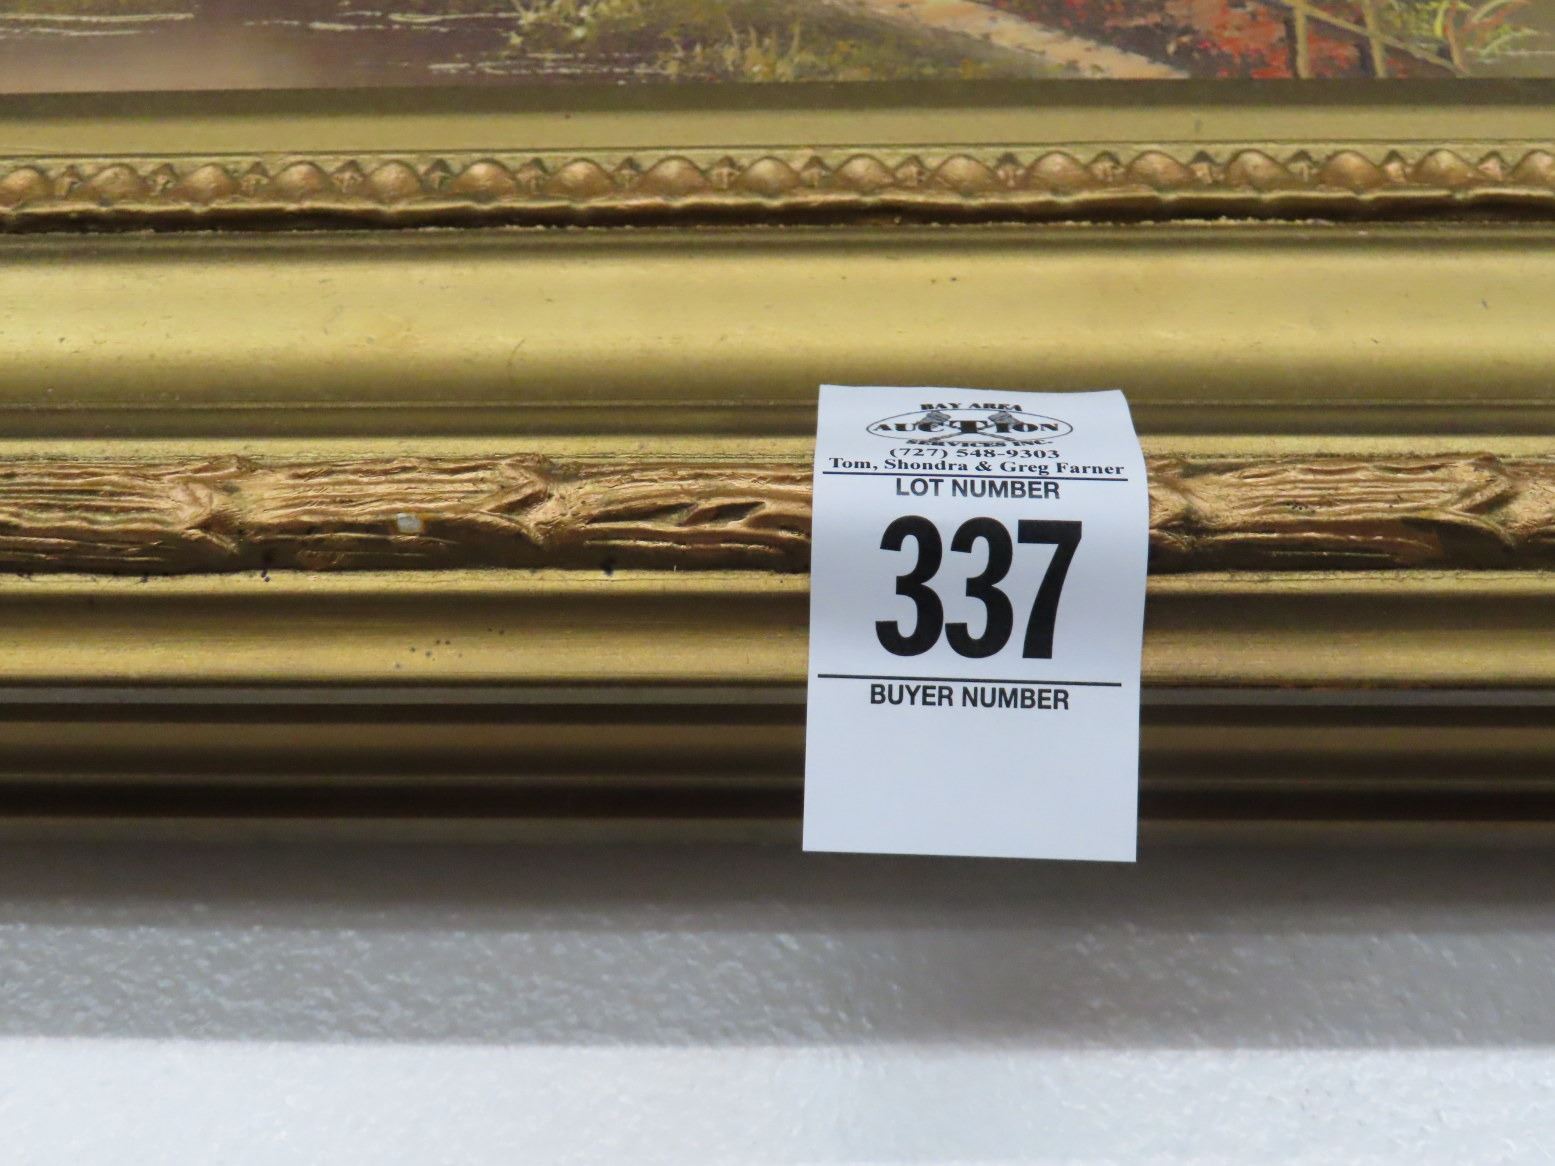 BAY AREA
AUCTION
SERVICES INC.
(727) 548-9303
Tom, Shondra & Greg Farner
LOT NUMBER
337
BUYER NUMBER